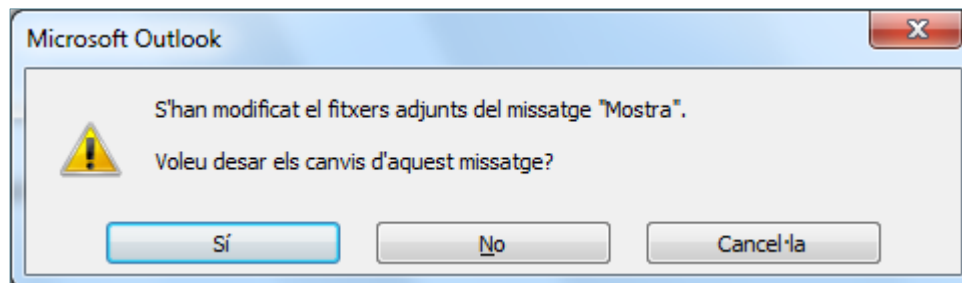 Microsoft Outlook
S'han modificat el fitxers adjunts del missatge "Mostra".
Voleu desar els canvis d'aquest missatge?
Sí
No
Cancel·la